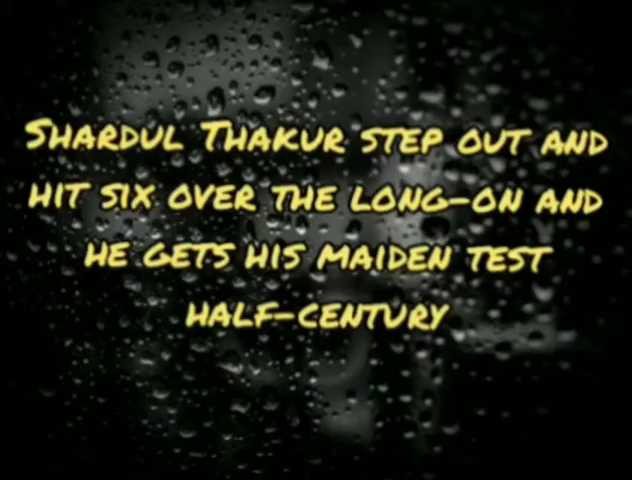 Shardul Thakur step out and
hit six over the long-on and
he gets his maiden test
half-century